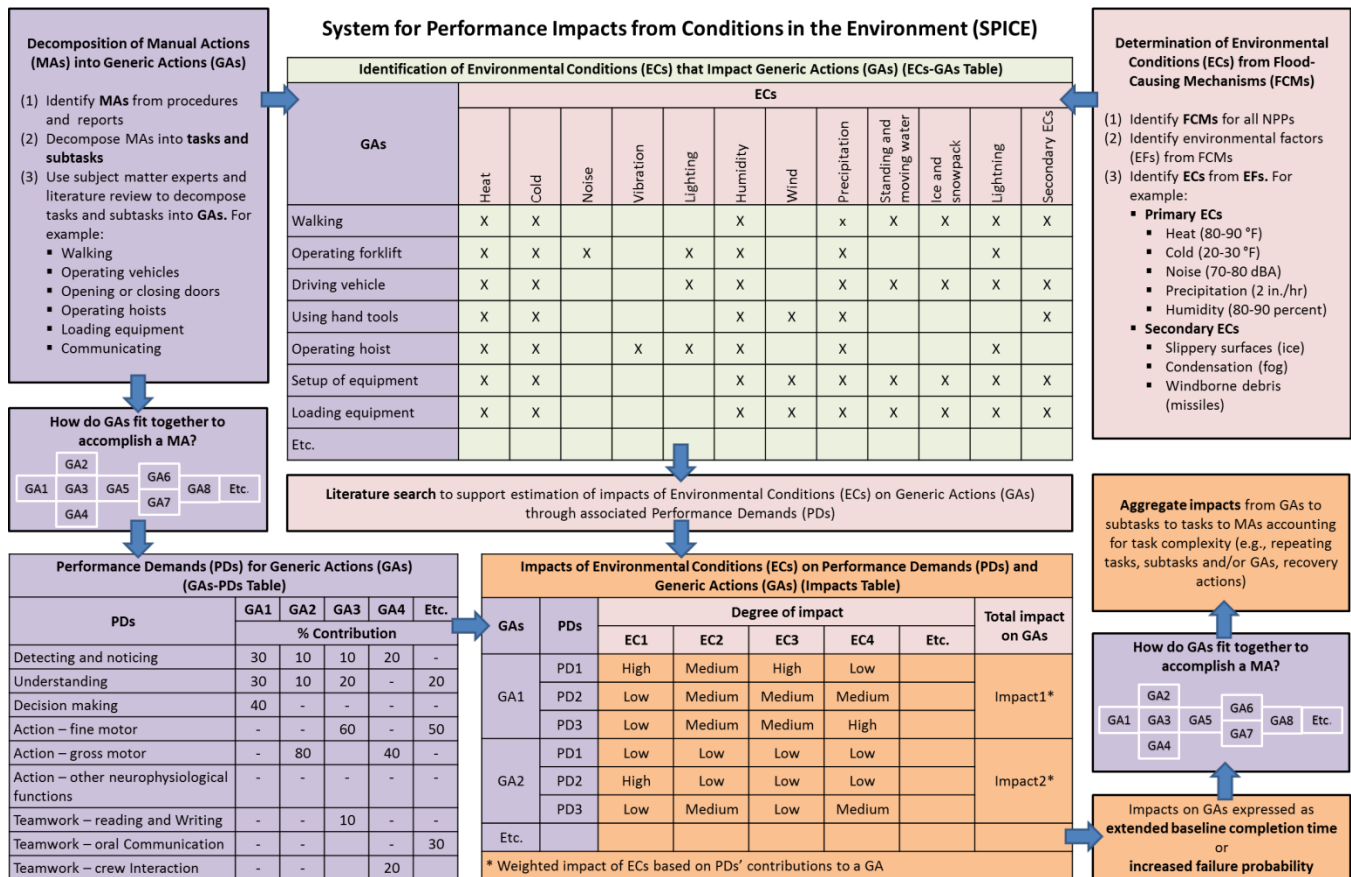 System for Performance Impacts from Conditions in the Environment (SPICE)
Decomposition of Manual Actions
(MAs) into Generic Actions (GAs)
(1) Identify MAs from procedures
and reports
(2) Decompose MAs into tasks and
subtasks
(3) Use subject matter experts and
literature review to decompose
tasks and subtasks into GAs. For
example:
▪ Walking
▪ Operating vehicles
▪ Opening or closing doors
▪ Operating hoists
▪ Loading equipment
▪ Communicating
Identification of Environmental Conditions (ECs) that Impact Generic Actions (GAs) (ECs-GAs Table)
GAs
ECs
Heat
Cold
Noise
Vibration
Lighting
Humidity
Wind
Precipitation
Standing and
moving water
Ice and
snowpack
Lightning
Secondary ECs
Walking X X X x X X X X
Operating forklift X X X X X X X
Driving vehicle X X X X X X X X X
Using hand tools X X X X X X
Operating hoist X X X X X X X
Setup of equipment X X X X X X X X X
Loading equipment X X X X X X X X X
Etc.
Determination of Environmental
Conditions (ECs) from Flood-
Causing Mechanisms (FCMs)
(1) Identify FCMs for all NPPs
(2) Identify environmental factors
(EFs) from FCMs
(3) Identify ECs from EFs. For
example:
▪ Primary ECs
▪ Heat (80-90 °F)
▪ Cold (20-30 °F)
▪ Noise (70-80 dBA)
▪ Precipitation (2 in./hr)
▪ Humidity (80-90 percent)
▪ Secondary ECs
▪ Slippery surfaces (ice)
▪ Condensation (fog)
▪ Windborne debris
(missiles)
How do GAs fit together to
accomplish a MA?
GA2
GA6
GA1 GA3 GA5 GA8 Etc.
GA7
GA4
Literature search to support estimation of impacts of Environmental Conditions (ECs) on Generic Actions (GAs)
through associated Performance Demands (PDs)
Performance Demands (PDs) for Generic Actions (GAs)
(GAs-PDs Table)
PDs GA1 GA2 GA3 GA4 Etc.
% Contribution
Detecting and noticing 30 10 10 20 -
Understanding 30 10 20 - 20
Decision making 40 - - - -
Action – fine motor - - 60 - 50
Action – gross motor - 80 40 -
Action – other neurophysiological
functions - - - - -
Teamwork – reading and Writing - - 10 - -
Teamwork – oral Communication - - - - 30
Teamwork – crew Interaction - - 20 -
Impacts of Environmental Conditions (ECs) on Performance Demands (PDs) and
Generic Actions (GAs) (Impacts Table)
GAs PDs Degree of impact Total impact
on GAs
EC1 EC2 EC3 EC4 Etc.
GA1
PD1 High Medium High Low
PD2 Low Medium Medium Medium Impact1*
PD3 Low Medium Medium High
GA2
PD1 Low Low Low Low
PD2 High Low Low Low Impact2*
PD3 Low Medium Low Medium
Etc.
* Weighted impact of ECs based on PDs’ contributions to a GA
Impacts on GAs expressed as
extended baseline completion time
or
increased failure probability
How do GAs fit together to
accomplish a MA?
GA2
GA6
GA1 GA3 GA5 GA8 Etc.
GA7
GA4
Aggregate impacts from GAs to
subtasks to tasks to MAs accounting
for task complexity (e.g., repeating
tasks, subtasks and/or GAs, recovery
actions)